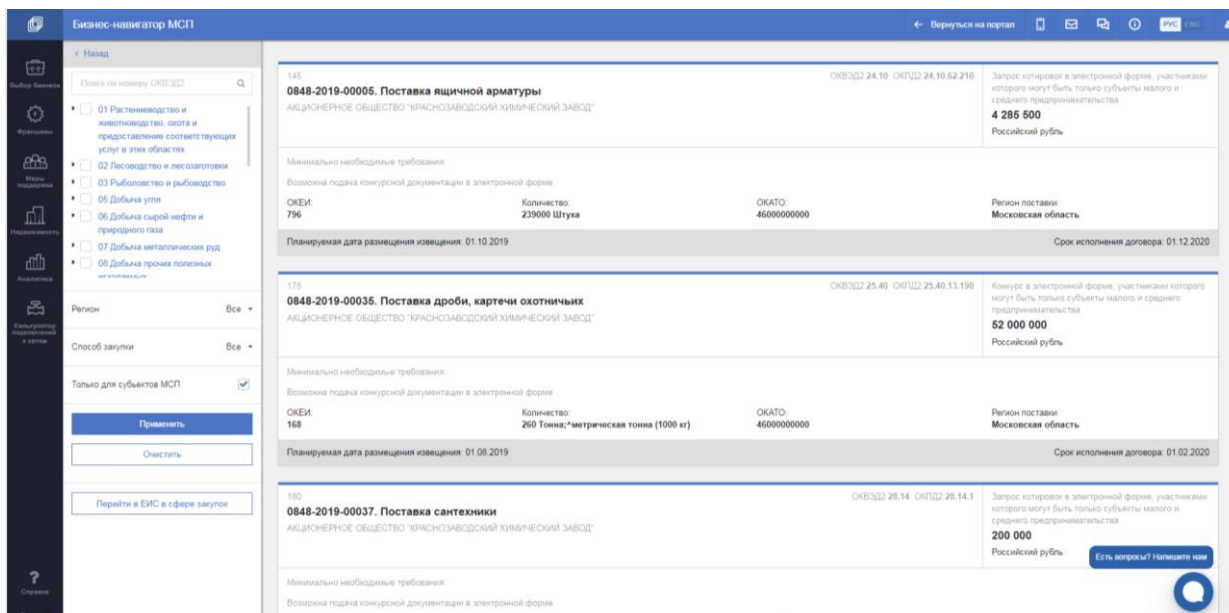 Бизнес-навигатор МСП
← Вернуться на портал
РУС ENG
Выбор бизнеса
Франшизы
Меры
поддержки
Недвижимость
Аналитика
Калькулятор
подключения
к сетям
?
Справка
< Назад
Поиск по номеру ОКВЭД2
01 Растениеводство и
животноводство, охота и
предоставление соответствующих
услуг в этих областях
02 Лесоводство и лесозаготовки
03 Рыболовство и рыбоводство
05 Добыча угля
06 Добыча сырой нефти и
природного газа
07 Добыча металлических руд
08 Добыча прочих полезных
ископаемых
Регион Все
Способ закупки Все
Только для субъектов МСП
Применить
Очистить
Перейти в ЕИС в сфере закупок
145
ОКВЭД2 24.10 ОКПД2 24.10.62.210
0848-2019-00005. Поставка ящичной арматуры
АКЦИОНЕРНОЕ ОБЩЕСТВО "КРАСНОЗАВОДСКИЙ ХИМИЧЕСКИЙ ЗАВОД"
Запрос котировок в электронной форме, участниками
которого могут быть только субъекты малого и
среднего предпринимательства
4 285 500
Российский рубль
Минимально необходимые требования:
Возможна подача конкурсной документации в электронной форме
ОКЕИ: Количество: ОКАТО: Регион поставки:
796 239000 Штука 46000000000 Московская область
Планируемая дата размещения извещения: 01.10.2019 Срок исполнения договора: 01.12.2020
178
ОКВЭД2 25.40 ОКПД2 25.40.13.190
0848-2019-00035. Поставка дроби, картечи охотничьих
АКЦИОНЕРНОЕ ОБЩЕСТВО "КРАСНОЗАВОДСКИЙ ХИМИЧЕСКИЙ ЗАВОД"
Конкурс в электронной форме, участниками которого
могут быть только субъекты малого и среднего
предпринимательства
52 000 000
Российский рубль
Минимально необходимые требования:
Возможна подача конкурсной документации в электронной форме
ОКЕИ: Количество: ОКАТО: Регион поставки:
168 260 Тонна;^метрическая тонна (1000 кг) 46000000000 Московская область
Планируемая дата размещения извещения: 01.08.2019 Срок исполнения договора: 01.02.2020
180
ОКВЭД2 28.14 ОКПД2 28.14.1
0848-2019-00037. Поставка сантехники
АКЦИОНЕРНОЕ ОБЩЕСТВО "КРАСНОЗАВОДСКИЙ ХИМИЧЕСКИЙ ЗАВОД"
Запрос котировок в электронной форме, участниками
которого могут быть только субъекты малого и
среднего предпринимательства
200 000
Российский рубль
Есть вопросы? Напишите нам
Минимально необходимые требования:
Возможна подача конкурсной документации в электронной форме